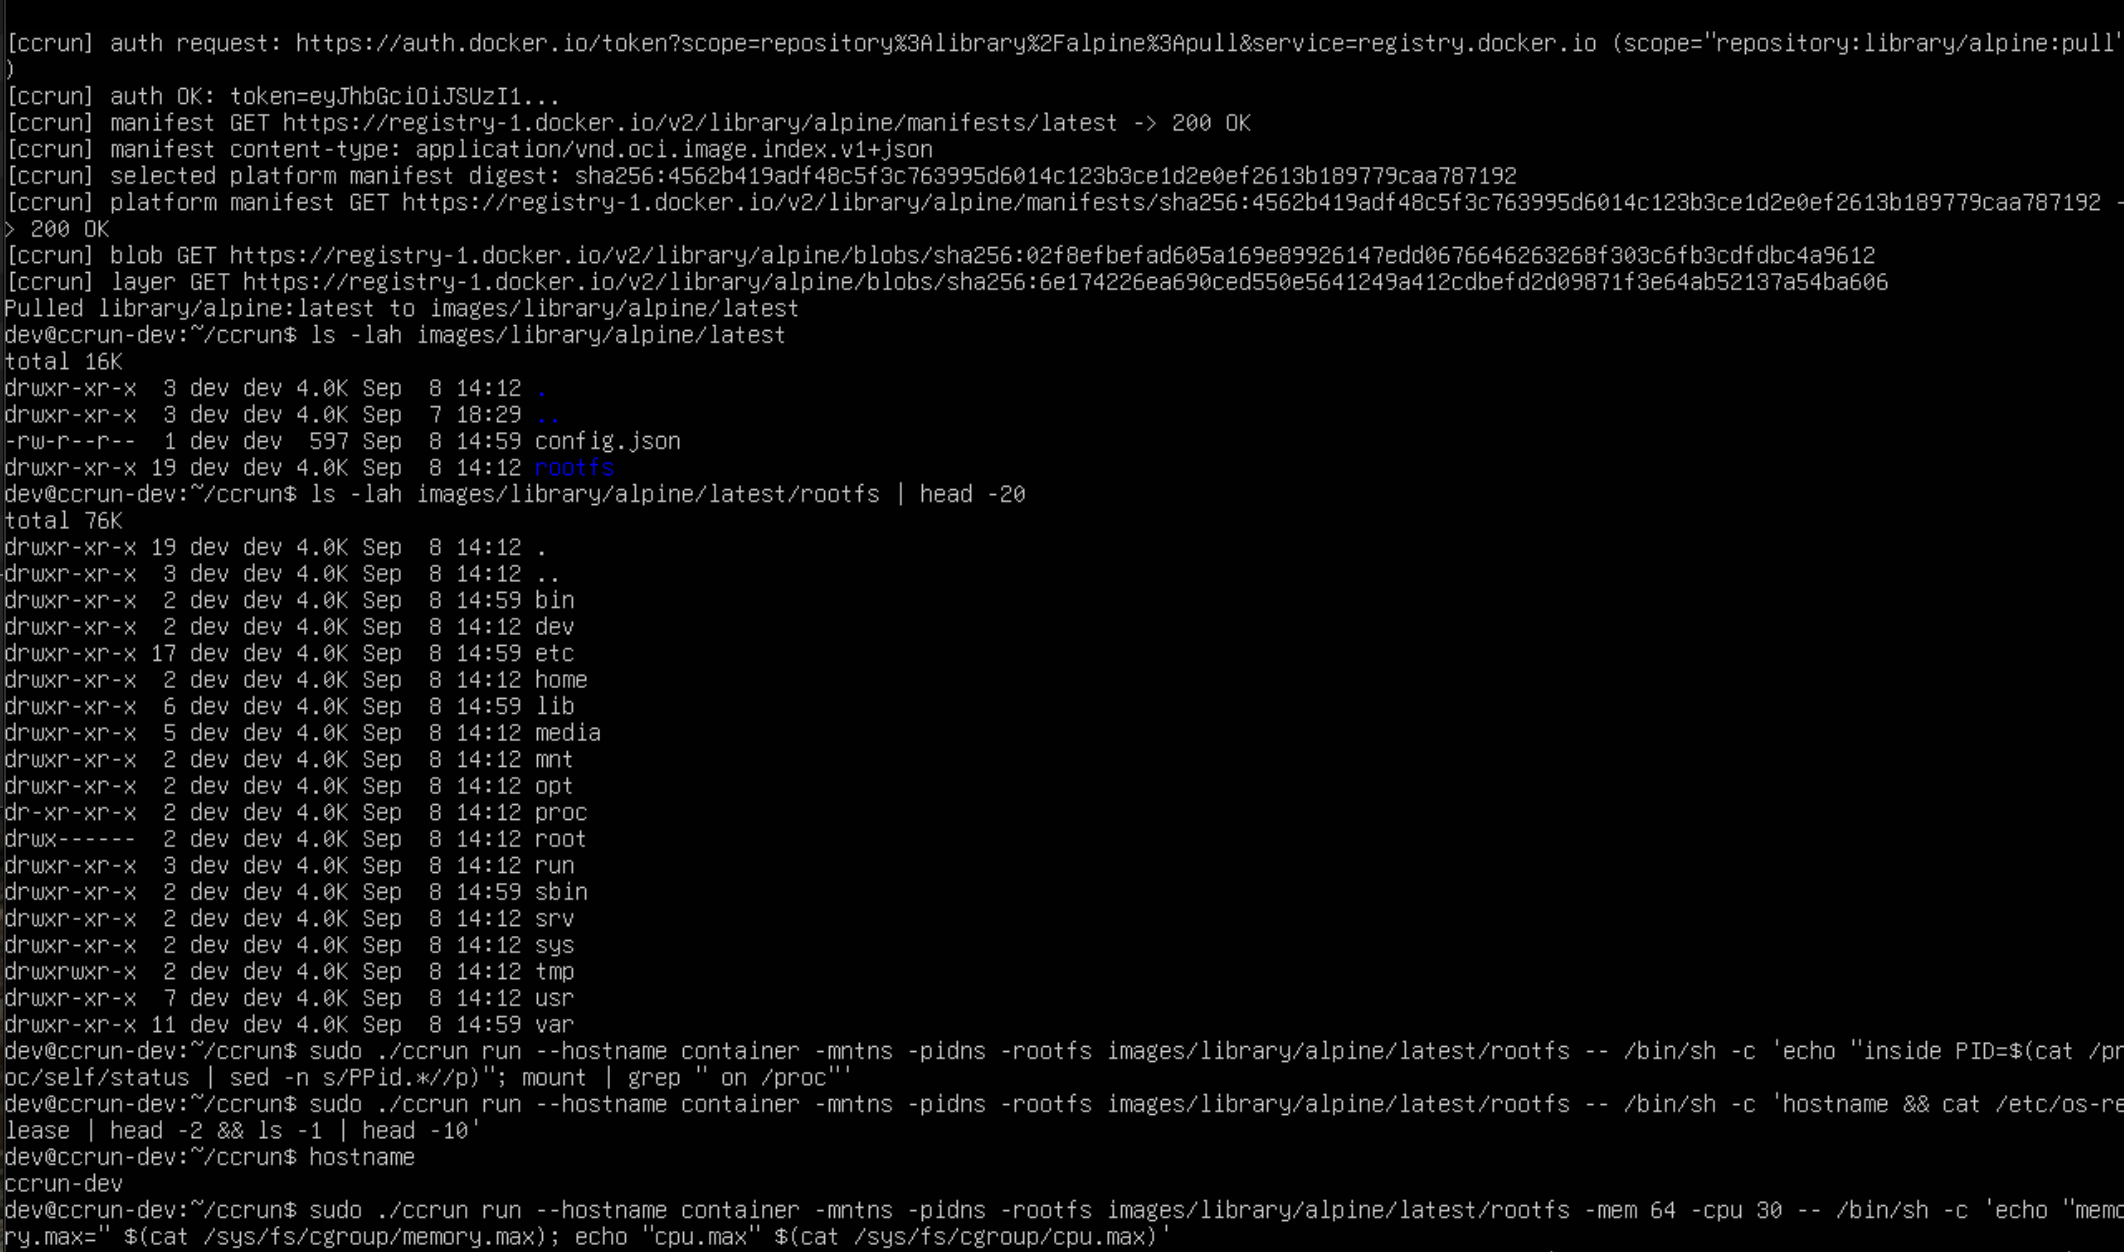 [ccrun] auth request: https://auth.docker.io/token?scope=repository%3Alibrary%2Falpine%3Apull&service=registry.docker.io (scope="repository:library/alpine:pull"
)
[ccrun] auth OK: token=eyJhbGciOiJSUzI1...
[ccrun] manifest GET https://registry-1.docker.io/v2/library/alpine/manifests/latest -> 200 OK
[ccrun] manifest content-type: application/vnd.oci.image.index.v1+json
[ccrun] selected platform manifest digest: sha256:4562b419adf48c5f3c763995d6014c123b3ce1d2e0ef2613b189779caa787192
[ccrun] platform manifest GET https://registry-1.docker.io/v2/library/alpine/manifests/sha256:4562b419adf48c5f3c763995d6014c123b3ce1d2e0ef2613b189779caa787192 -
> 200 OK
[ccrun] blob GET https://registry-1.docker.io/v2/library/alpine/blobs/sha256:02f8efbefad605a169e89926147edd0676646263268f303c6fb3cdfdbc4a9612
[ccrun] layer GET https://registry-1.docker.io/v2/library/alpine/blobs/sha256:6e174226ea690ced550e5641249a412cdbefd2d09871f3e64ab52137a54ba606
Pulled library/alpine:latest to images/library/alpine/latest
dev@ccrun-dev:~/ccrun$ ls -lah images/library/alpine/latest
total 16K
drwxr-xr-x  3 dev dev 4.0K Sep  8 14:12 .
drwxr-xr-x  3 dev dev 4.0K Sep  7 18:29 ..
-rw-r--r--  1 dev dev  597 Sep  8 14:59 config.json
drwxr-xr-x 19 dev dev 4.0K Sep  8 14:12 rootfs
dev@ccrun-dev:~/ccrun$ ls -lah images/library/alpine/latest/rootfs | head -20
total 76K
drwxr-xr-x 19 dev dev 4.0K Sep  8 14:12 .
drwxr-xr-x  3 dev dev 4.0K Sep  8 14:12 ..
drwxr-xr-x  2 dev dev 4.0K Sep  8 14:59 bin
drwxr-xr-x  2 dev dev 4.0K Sep  8 14:12 dev
drwxr-xr-x 17 dev dev 4.0K Sep  8 14:59 etc
drwxr-xr-x  2 dev dev 4.0K Sep  8 14:12 home
drwxr-xr-x  6 dev dev 4.0K Sep  8 14:59 lib
drwxr-xr-x  5 dev dev 4.0K Sep  8 14:12 media
drwxr-xr-x  2 dev dev 4.0K Sep  8 14:12 mnt
drwxr-xr-x  2 dev dev 4.0K Sep  8 14:12 opt
dr-xr-xr-x  2 dev dev 4.0K Sep  8 14:12 proc
drwx------  2 dev dev 4.0K Sep  8 14:12 root
drwxr-xr-x  3 dev dev 4.0K Sep  8 14:12 run
drwxr-xr-x  2 dev dev 4.0K Sep  8 14:59 sbin
drwxr-xr-x  2 dev dev 4.0K Sep  8 14:12 srv
drwxr-xr-x  2 dev dev 4.0K Sep  8 14:12 sys
drwxrwxr-x  2 dev dev 4.0K Sep  8 14:12 tmp
drwxr-xr-x  7 dev dev 4.0K Sep  8 14:12 usr
drwxr-xr-x 11 dev dev 4.0K Sep  8 14:59 var
dev@ccrun-dev:~/ccrun$ sudo ./ccrun run --hostname container -mntns -pidns -rootfs images/library/alpine/latest/rootfs -- /bin/sh -c 'echo "inside PID=$(cat /pr
oc/self/status | sed -n s/PPid.*//p)"; mount | grep " on /proc"'
dev@ccrun-dev:~/ccrun$ sudo ./ccrun run --hostname container -mntns -pidns -rootfs images/library/alpine/latest/rootfs -- /bin/sh -c 'hostname && cat /etc/os-re
lease | head -2 && ls -1 | head -10'
dev@ccrun-dev:~/ccrun$ hostname
ccrun-dev
dev@ccrun-dev:~/ccrun$ sudo ./ccrun run --hostname container -mntns -pidns -rootfs images/library/alpine/latest/rootfs -mem 64 -cpu 30 -- /bin/sh -c 'echo "memo
ry.max=" $(cat /sys/fs/cgroup/memory.max); echo "cpu.max" $(cat /sys/fs/cgroup/cpu.max)'